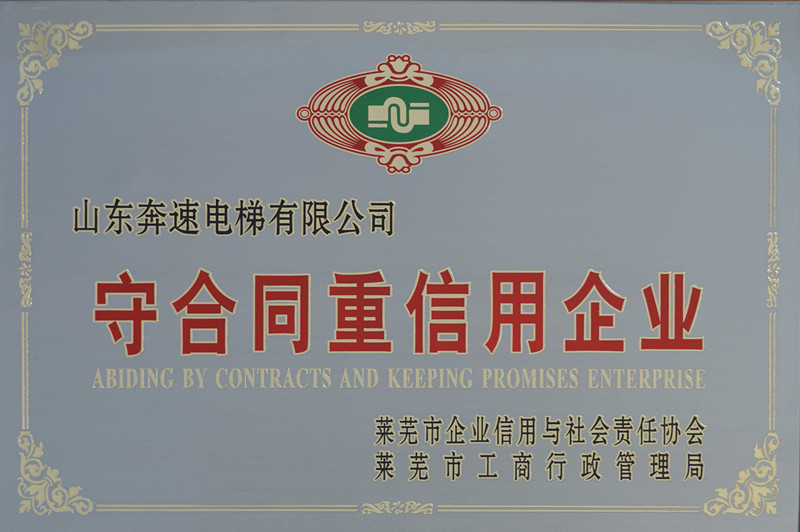 山东奔速电梯有限公司
守合同重信用企业
ABIDING BY CONTRACTS AND KEEPING PROMISES ENTERPRISE
莱芜市企业信用与社会责任协会
莱芜市工商行政管理局